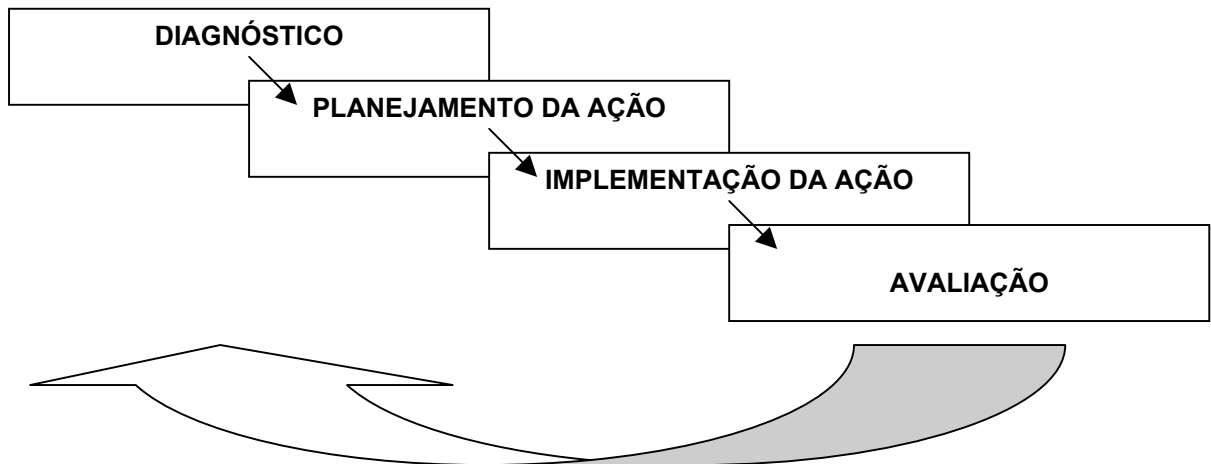 DIAGNÓSTICO
PLANEJAMENTO DA AÇÃO
IMPLEMENTAÇÃO DA AÇÃO
AVALIAÇÃO